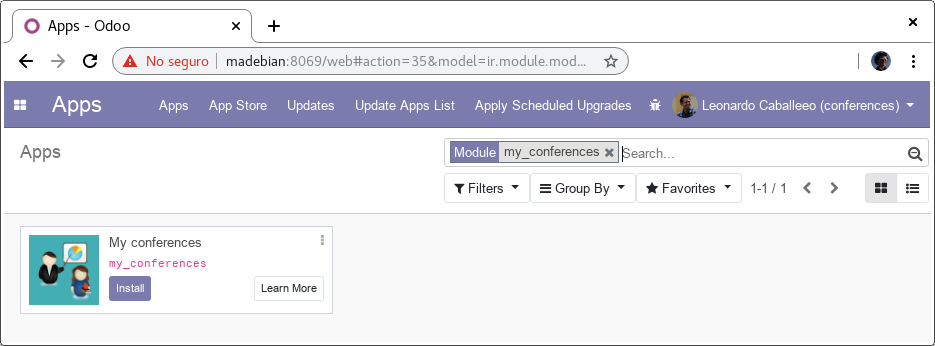 Apps - Odoo
No seguro madebian:8069/web#action=35&model=ir.module.mod...
Apps Apps App Store Updates Update Apps List Apply Scheduled Upgrades Leonardo Caballeeo (conferences)
Apps
Module my_conferences Search...
Filters Group By Favorites 1-1 / 1
My conferences
my_conferences
Install Learn More